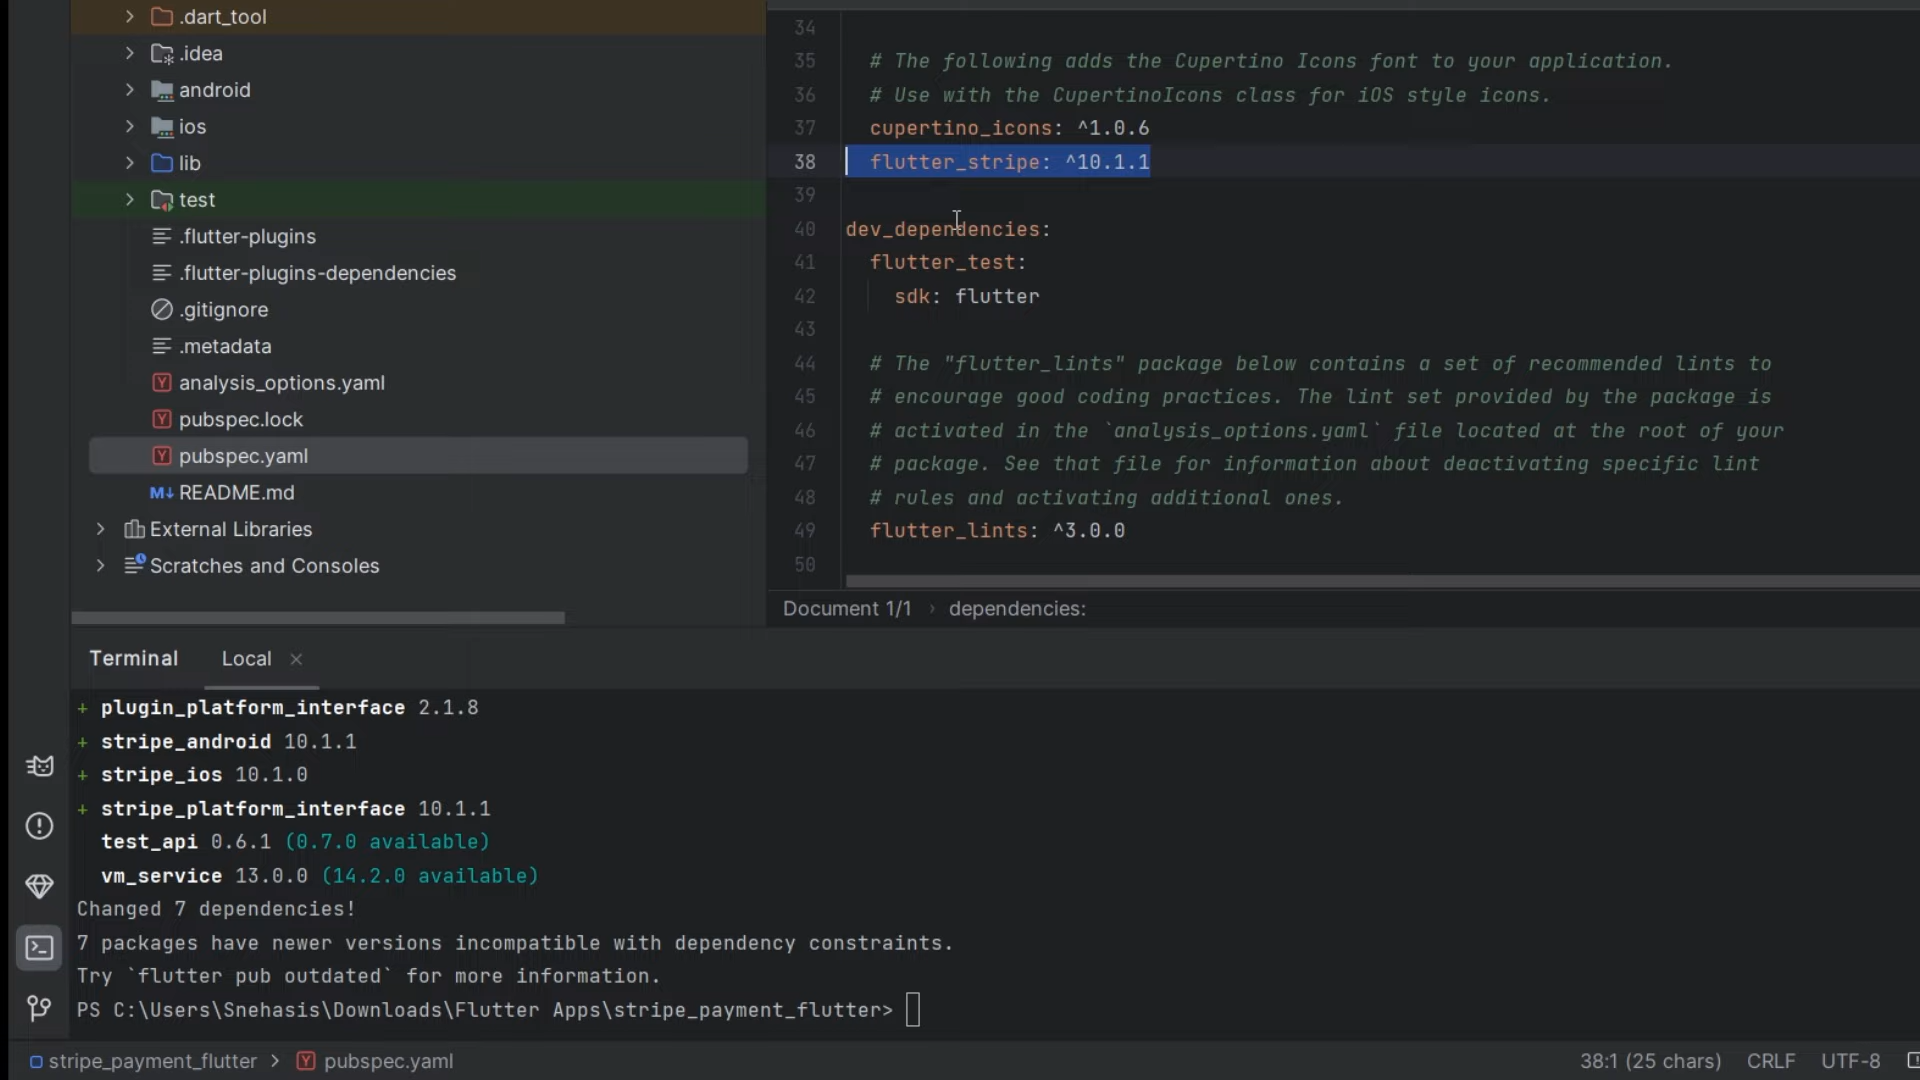 .dart_tool
.idea
android
ios
lib
test
.flutter-plugins
.flutter-plugins-dependencies
.gitignore
.metadata
analysis_options.yaml
pubspec.lock
pubspec.yaml
README.md
External Libraries
Scratches and Consoles
34
35 # The following adds the Cupertino Icons font to your application.
36 # Use with the CupertinoIcons class for iOS style icons.
37 cupertino_icons: ^1.0.6
38 flutter_stripe: ^10.1.1
39
40 dev_dependencies:
41 flutter_test:
42 sdk: flutter
43
44 # The "flutter_lints" package below contains a set of recommended lints to
45 # encourage good coding practices. The lint set provided by the package is
46 # activated in the `analysis_options.yaml` file located at the root of your
47 # package. See that file for information about deactivating specific lint
48 # rules and activating additional ones.
49 flutter_lints: ^3.0.0
50
Document 1/1 › dependencies:
Terminal Local
+ plugin_platform_interface 2.1.8
+ stripe_android 10.1.1
+ stripe_ios 10.1.0
+ stripe_platform_interface 10.1.1
test_api 0.6.1 (0.7.0 available)
vm_service 13.0.0 (14.2.0 available)
Changed 7 dependencies!
7 packages have newer versions incompatible with dependency constraints.
Try `flutter pub outdated` for more information.
PS C:\Users\Snehasis\Downloads\Flutter Apps\stripe_payment_flutter>
stripe_payment_flutter > pubspec.yaml
38:1 (25 chars) CRLF UTF-8